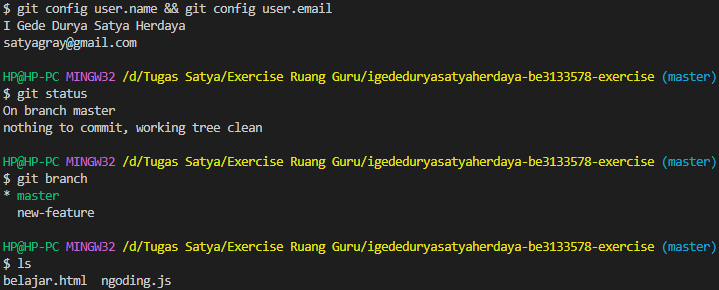 $ git config user.name && git config user.email
I Gede Durya Satya Herdaya
satyagray@gmail.com
HP@HP-PC MINGW32 /d/Tugas Satya/Exercise Ruang Guru/igededuryasatyaherdaya-be3133578-exercise (master)
$ git status
On branch master
nothing to commit, working tree clean
HP@HP-PC MINGW32 /d/Tugas Satya/Exercise Ruang Guru/igededuryasatyaherdaya-be3133578-exercise (master)
$ git branch
* master
  new-feature
HP@HP-PC MINGW32 /d/Tugas Satya/Exercise Ruang Guru/igededuryasatyaherdaya-be3133578-exercise (master)
$ ls
belajar.html  ngoding.js